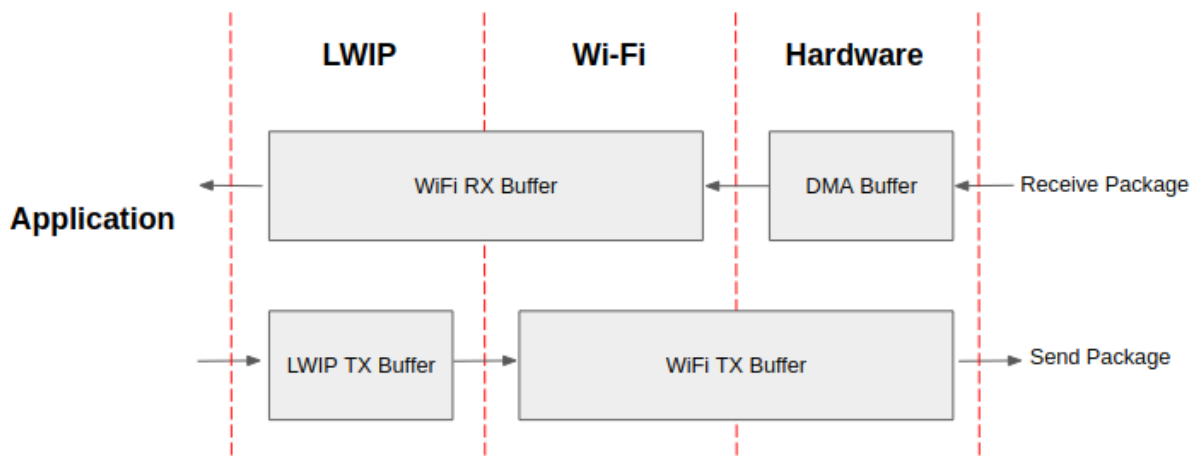 LWIP
Wi-Fi
Hardware
WiFi RX Buffer
DMA Buffer
Receive Package
Application
LWIP TX Buffer
WiFi TX Buffer
Send Package